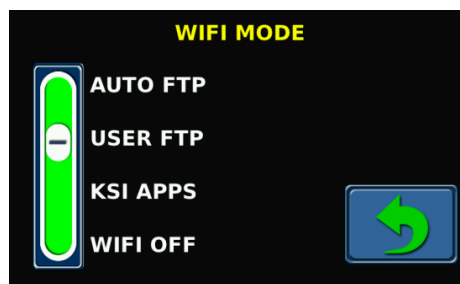 WIFI MODE
AUTO FTP
USER FTP
KSI APPS
WIFI OFF